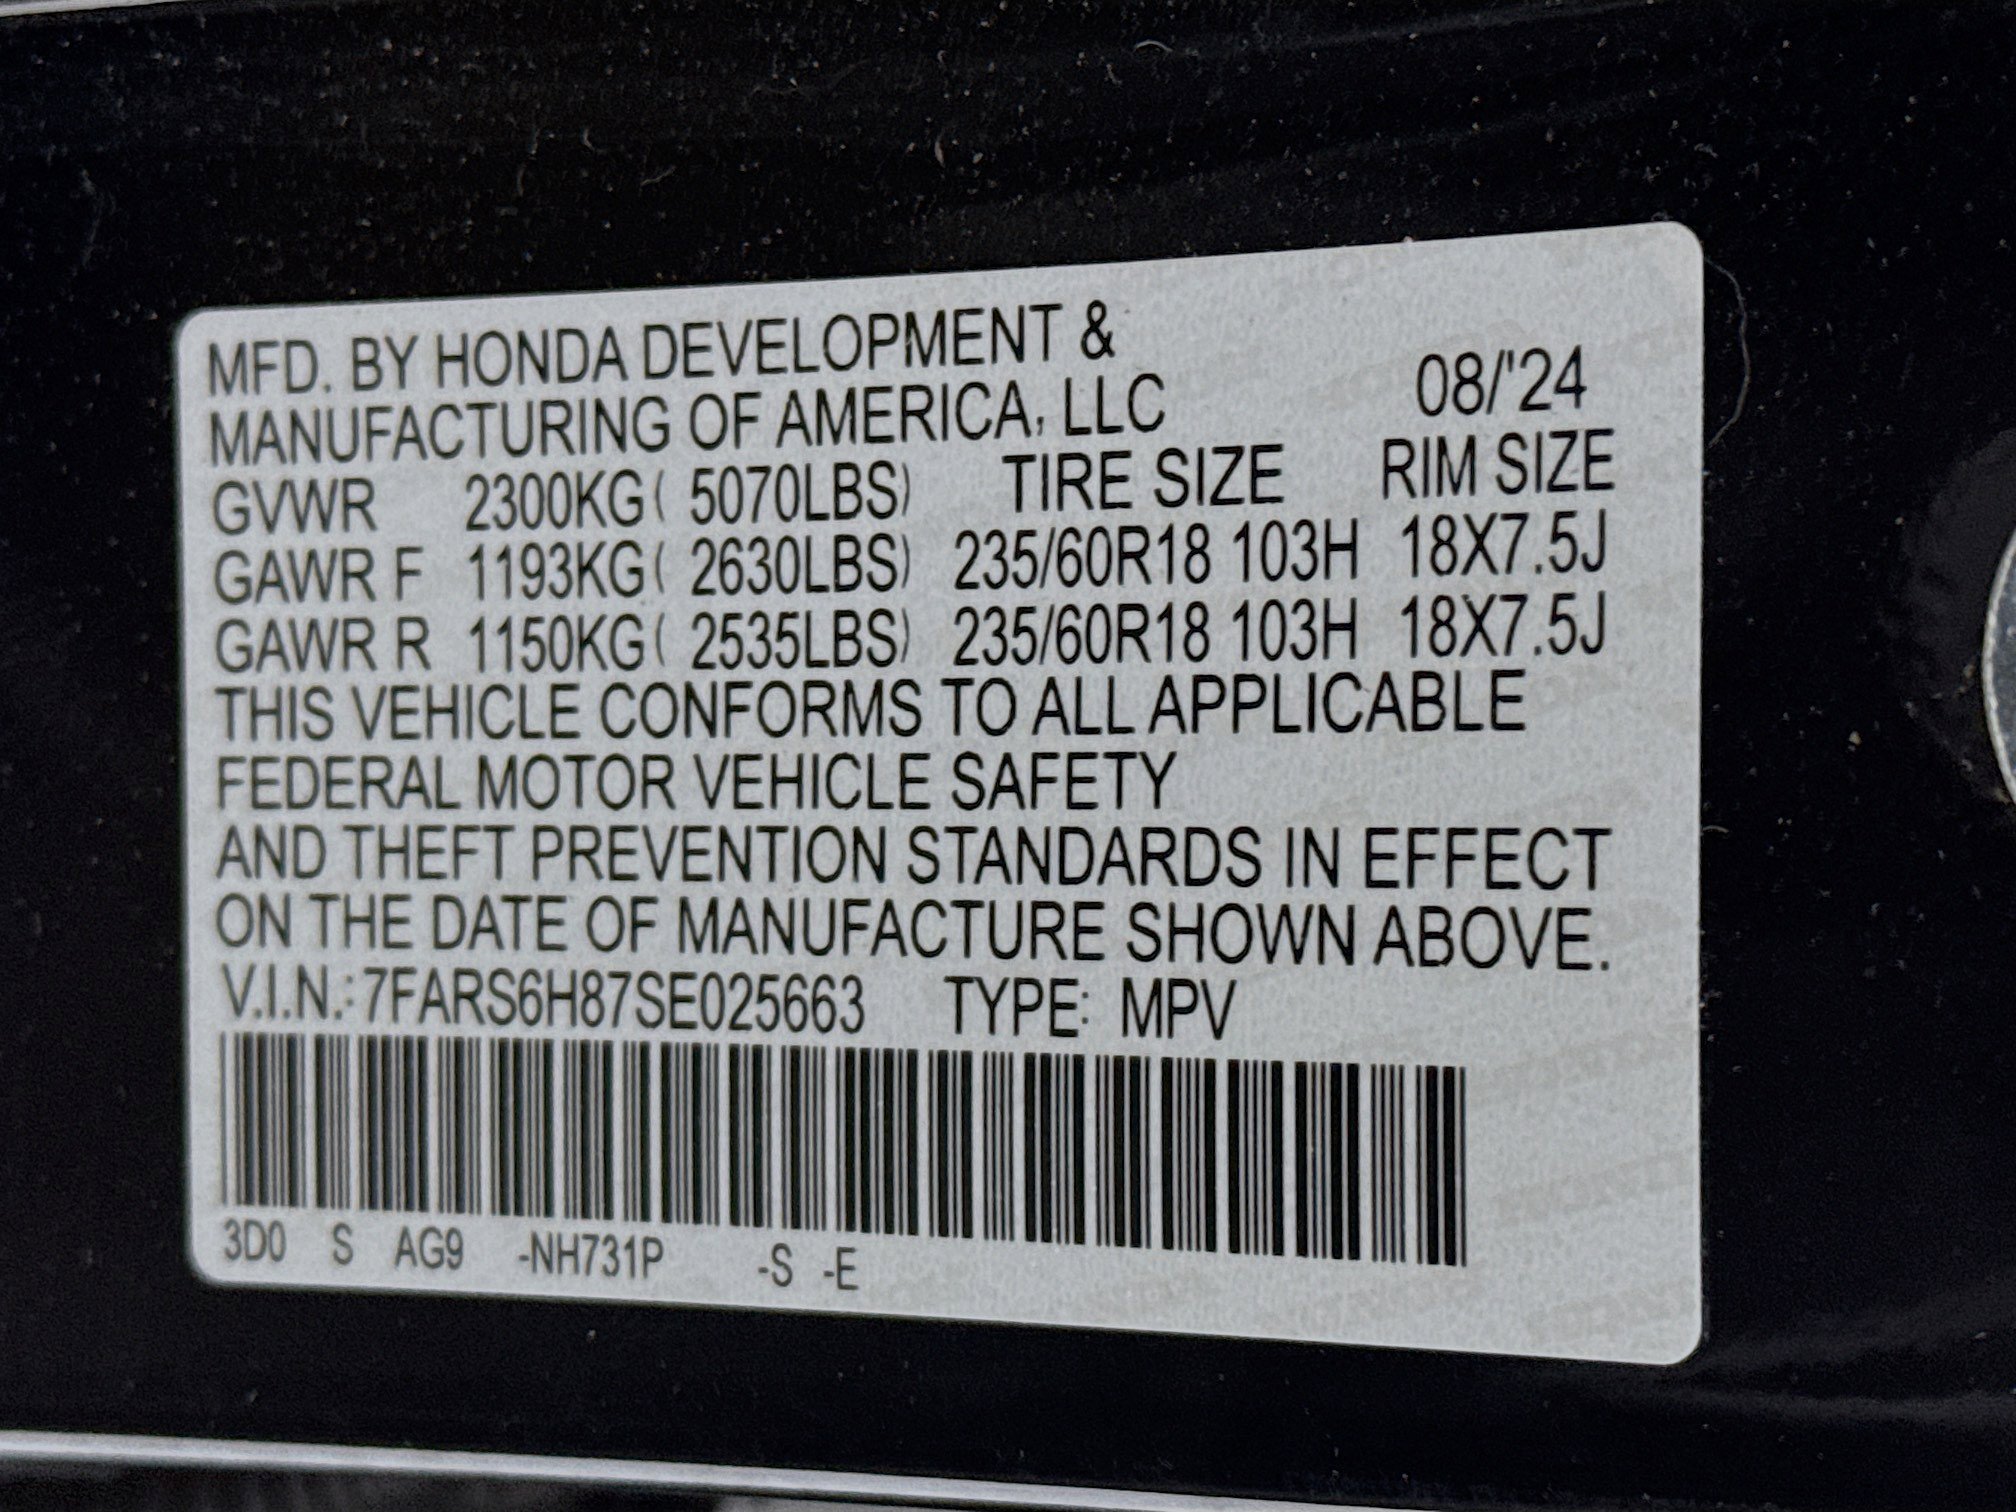 MFD. BY HONDA DEVELOPMENT &
MANUFACTURING OF AMERICA, LLC 08/'24
GVWR 2300KG( 5070LBS) TIRE SIZE RIM SIZE
GAWR F 1193KG( 2630LBS) 235/60R18 103H 18X7.5J
GAWR R 1150KG( 2535LBS) 235/60R18 103H 18X7.5J
THIS VEHICLE CONFORMS TO ALL APPLICABLE
FEDERAL MOTOR VEHICLE SAFETY
AND THEFT PREVENTION STANDARDS IN EFFECT
ON THE DATE OF MANUFACTURE SHOWN ABOVE.
V.I.N.: 7FARS6H87SE025663 TYPE: MPV
3D0 S AG9 -NH731P -S -E